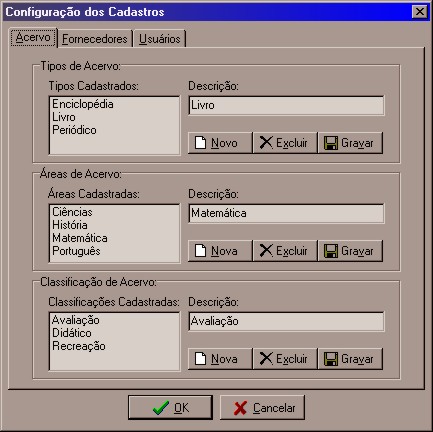 Configuração dos Cadastros
Acervo Fornecedores Usuários
Tipos de Acervo:
Tipos Cadastrados: Descrição:
Enciclopédia
Livro
Periódico
Livro
Novo Excluir Gravar
Áreas de Acervo:
Áreas Cadastradas: Descrição:
Ciências
História
Matemática
Português
Matemática
Nova Excluir Gravar
Classificação de Acervo:
Classificações Cadastradas: Descrição:
Avaliação
Didático
Recreação
Avaliação
Nova Excluir Gravar
OK Cancelar